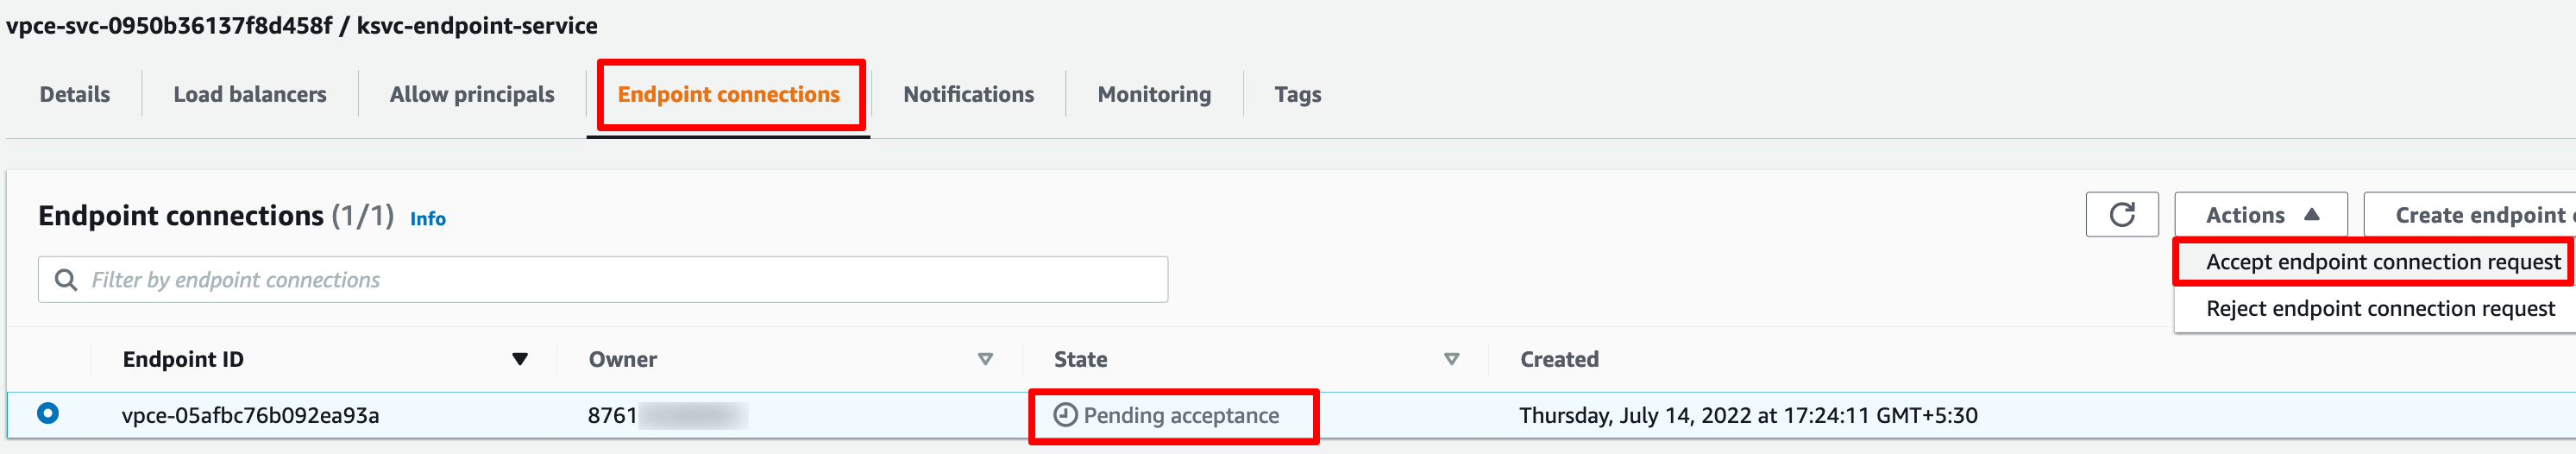 vpce-svc-0950b36137f8d458f / ksvc-endpoint-service
Details Load balancers Allow principals Endpoint connections Notifications Monitoring Tags
Endpoint connections (1/1) Info
Actions Create endpoint
Filter by endpoint connections
Accept endpoint connection request
Reject endpoint connection request
Endpoint ID Owner State Created
vpce-05afbc76b092ea93a 8761 Pending acceptance Thursday, July 14, 2022 at 17:24:11 GMT+5:30